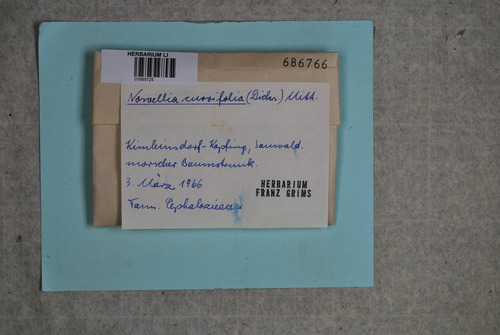 HERBARIUM LI
686766
Nowellia curvifolia (Dicks.) Mitt.
Kimleinsdorf-Kopfing, Sauwald.
morscher Baumstrunk.
3. März 1966
HERBARIUM
FRANZ GRIMS
Fam. Cephaloziaceae